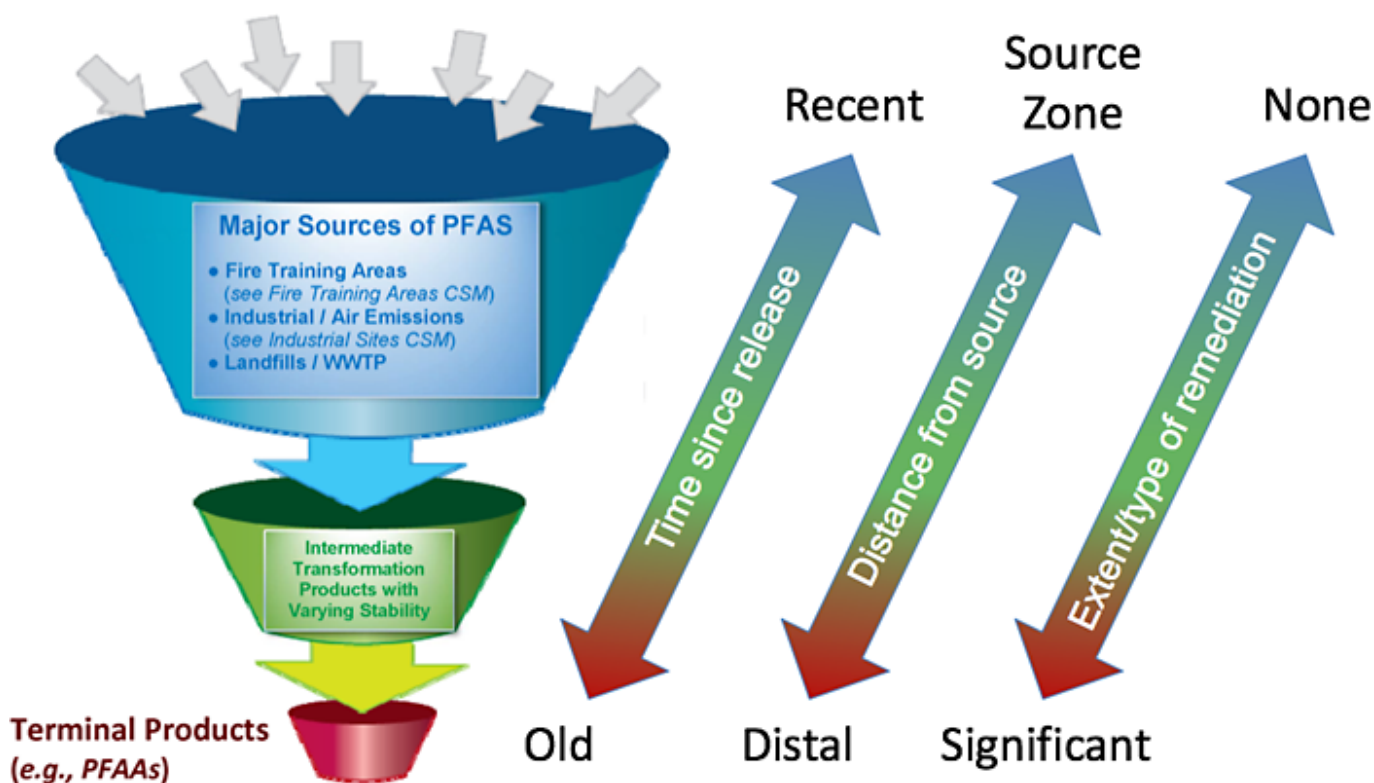 Major Sources of PFAS
● Fire Training Areas
(see Fire Training Areas CSM)
● Industrial / Air Emissions
(see Industrial Sites CSM)
● Landfills / WWTP
Intermediate
Transformation
Products with
Varying Stability
Terminal Products
(e.g., PFAAs)
Recent
Time since release
Old
Source
Zone
Distance from source
Distal
None
Extent/type of remediation
Significant